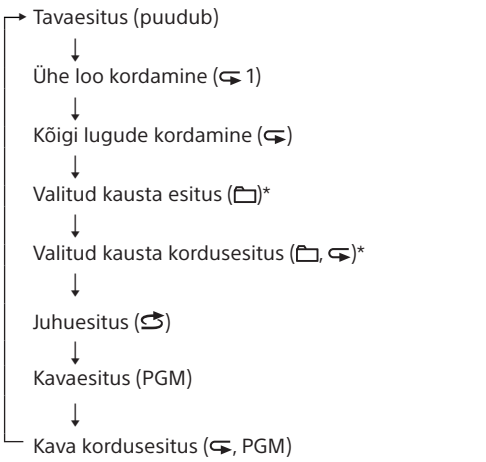 Tavaesitus (puudub)
Ühe loo kordamine (1)
Kõigi lugude kordamine ()
Valitud kausta esitus ()*
Valitud kausta kordusesitus (, )*
Juhuesitus ()
Kavaesitus (PGM)
Kava kordusesitus (, PGM)